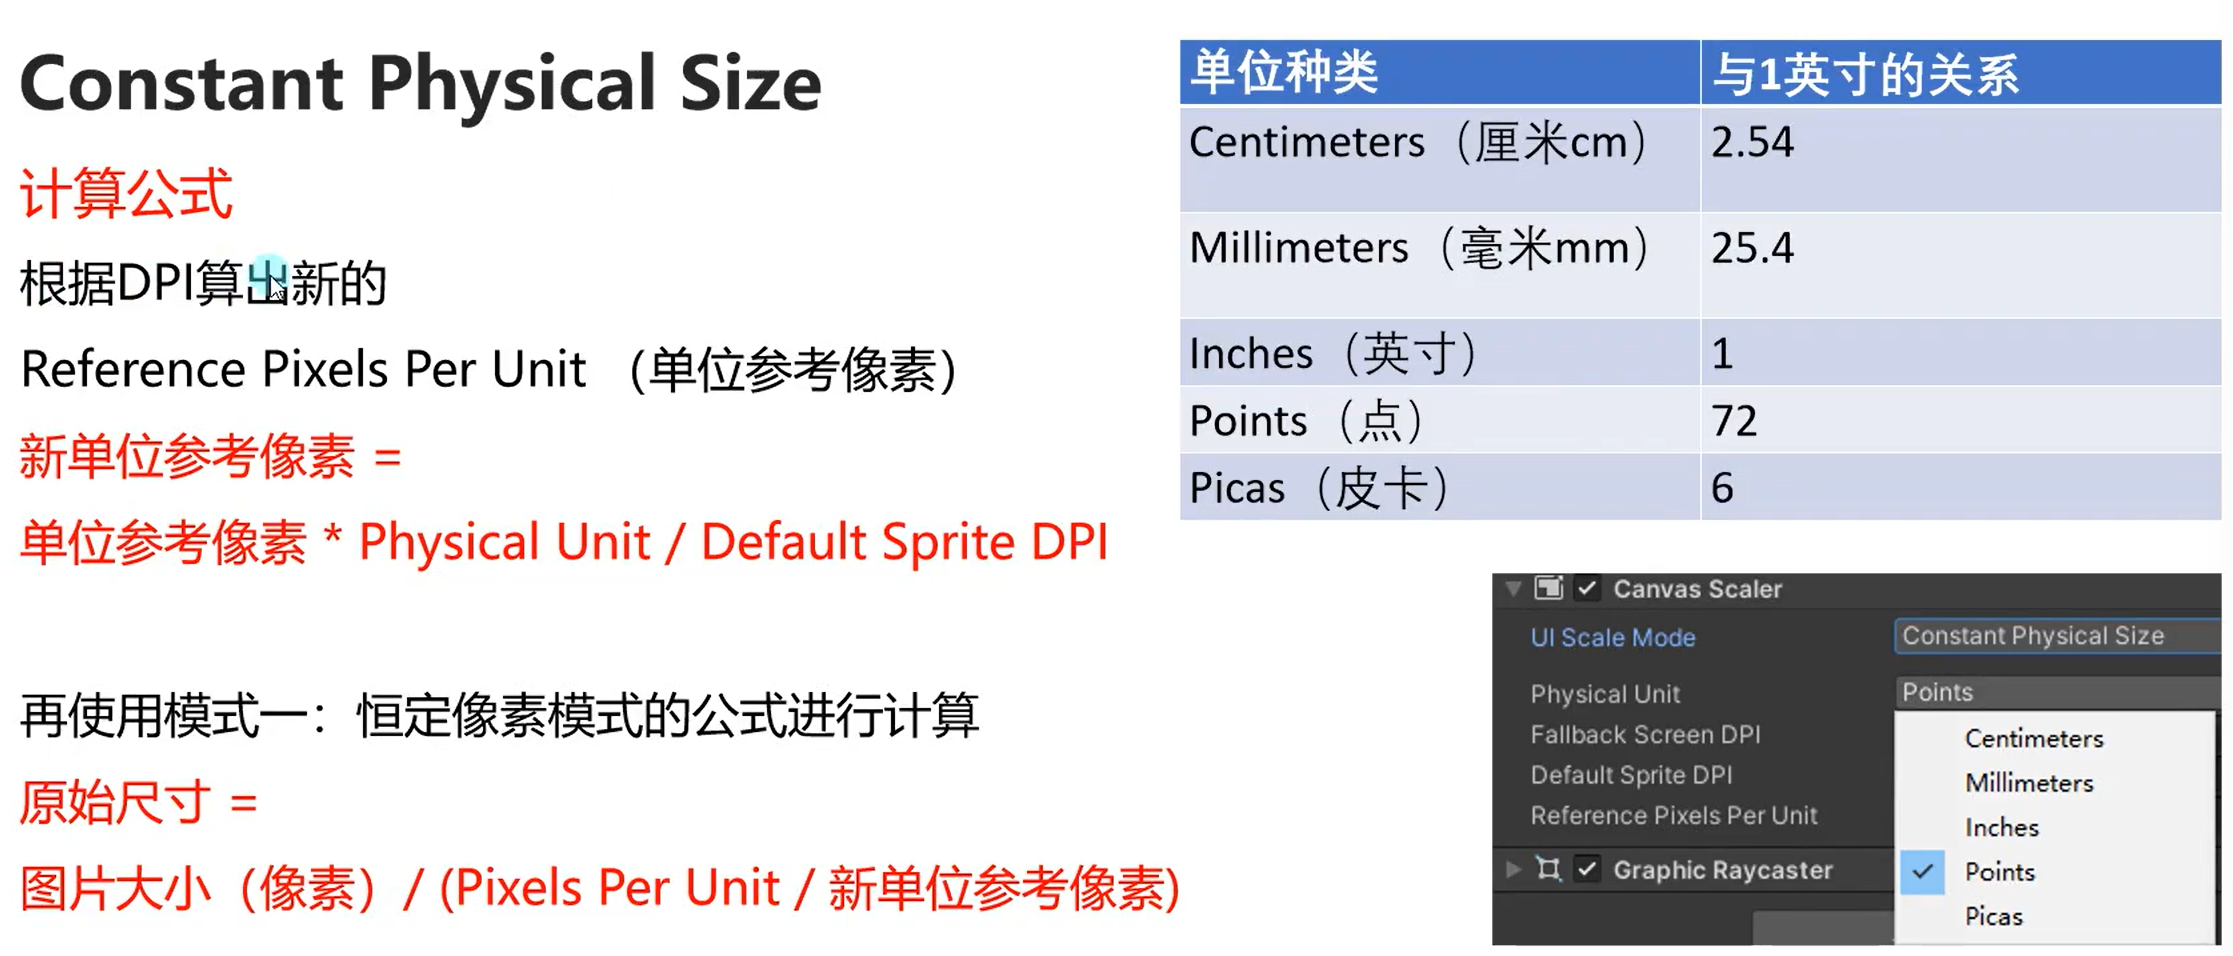 Constant Physical Size
计算公式
根据DPI算出新的
Reference Pixels Per Unit （单位参考像素）
新单位参考像素 =
单位参考像素 * Physical Unit / Default Sprite DPI
再使用模式一：恒定像素模式的公式进行计算
原始尺寸 =
图片大小（像素）/ (Pixels Per Unit / 新单位参考像素)
单位种类 与1英寸的关系
Centimeters（厘米cm） 2.54
Millimeters（毫米mm） 25.4
Inches（英寸） 1
Points（点） 72
Picas（皮卡） 6
Canvas Scaler
UI Scale Mode Constant Physical Size
Physical Unit Points
Fallback Screen DPI
Default Sprite DPI
Reference Pixels Per Unit
Graphic Raycaster
Centimeters
Millimeters
Inches
Points
Picas